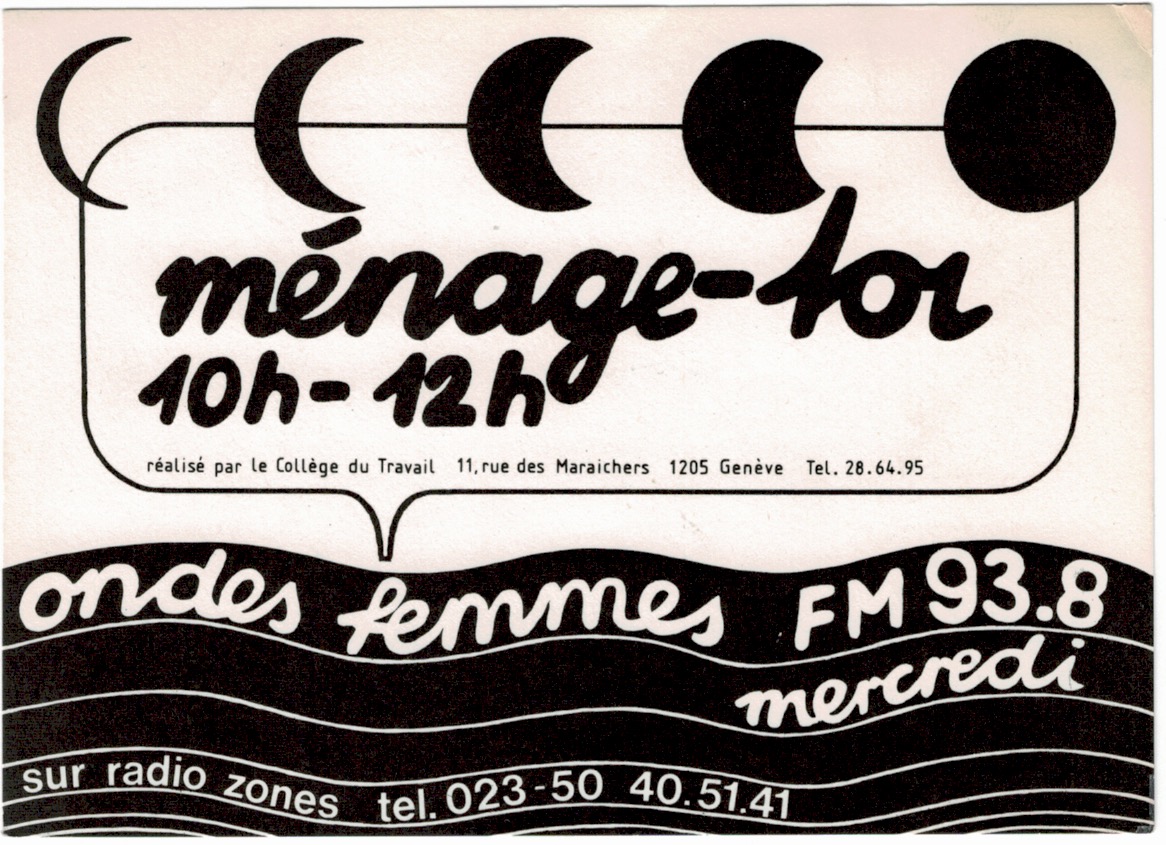 ménage-toi
10h-12h
réalisé par le Collège du Travail 11, rue des Maraichers 1205 Genève Tel. 28.64.95
ondes femmes FM 93.8
mercredi
sur radio zones tel. 023-50 40.51.41